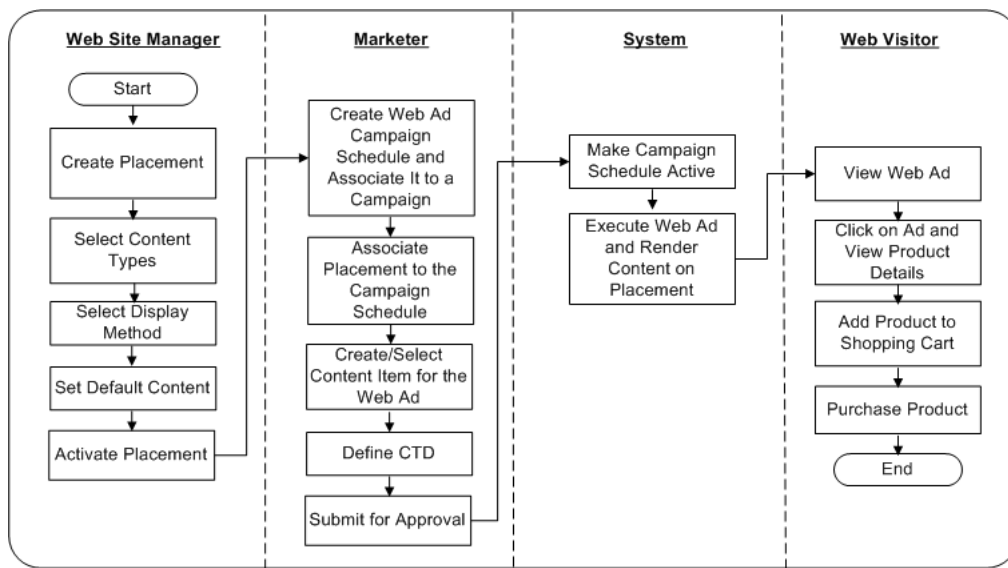 Web Site Manager
Start
Create Placement
Select Content
Types
Select Display
Method
Set Default Content
Activate Placement
Marketer
Create Web Ad
Campaign
Schedule and
Associate It to a
Campaign
Associate
Placement to the
Campaign
Schedule
Create/Select
Content Item for the
Web Ad
Define CTD
Submit for Approval
System
Make Campaign
Schedule Active
Execute Web Ad
and Render
Content on
Placement
Web Visitor
View Web Ad
Click on Ad and
View Product
Details
Add Product to
Shopping Cart
Purchase Product
End